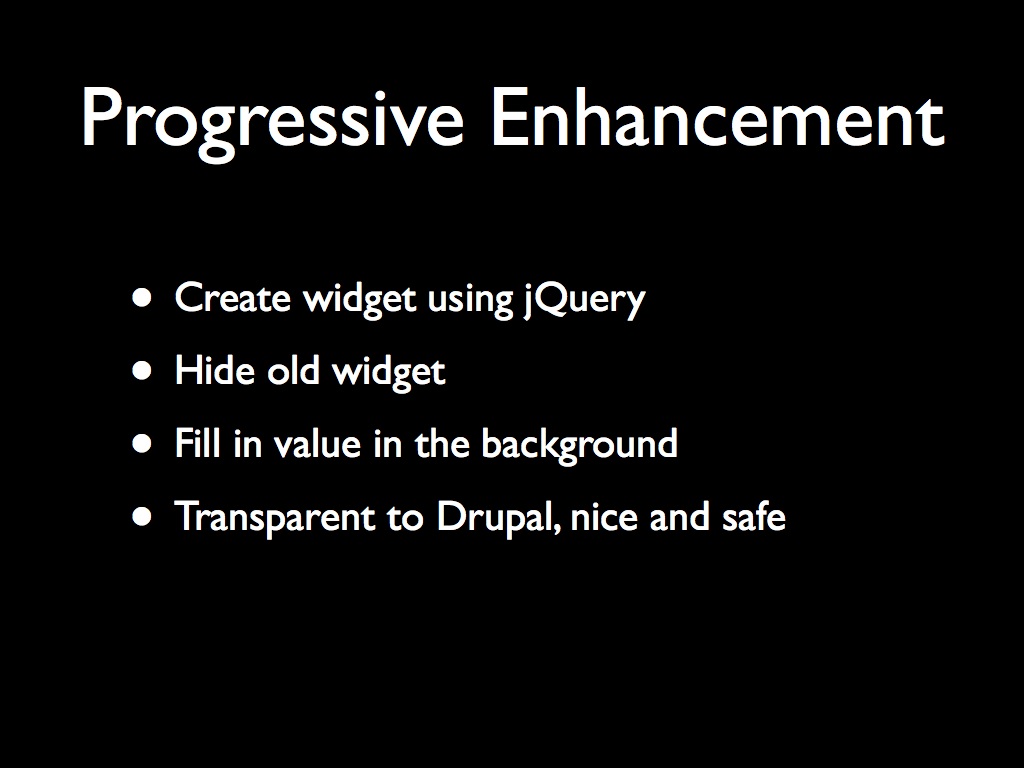 Progressive Enhancement
• Create widget using jQuery
• Hide old widget
• Fill in value in the background
• Transparent to Drupal, nice and safe